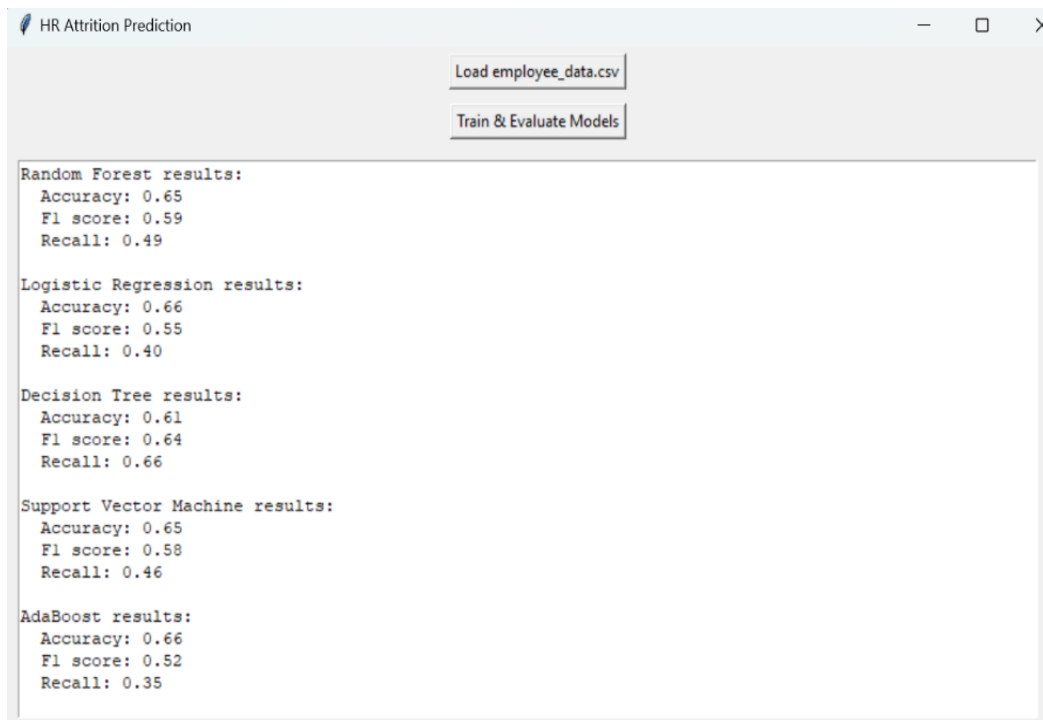 HR Attrition Prediction
Load employee_data.csv
Train & Evaluate Models
Random Forest results:
Accuracy: 0.65
F1 score: 0.59
Recall: 0.49
Logistic Regression results:
Accuracy: 0.66
F1 score: 0.55
Recall: 0.40
Decision Tree results:
Accuracy: 0.61
F1 score: 0.64
Recall: 0.66
Support Vector Machine results:
Accuracy: 0.65
F1 score: 0.58
Recall: 0.46
AdaBoost results:
Accuracy: 0.66
F1 score: 0.52
Recall: 0.35